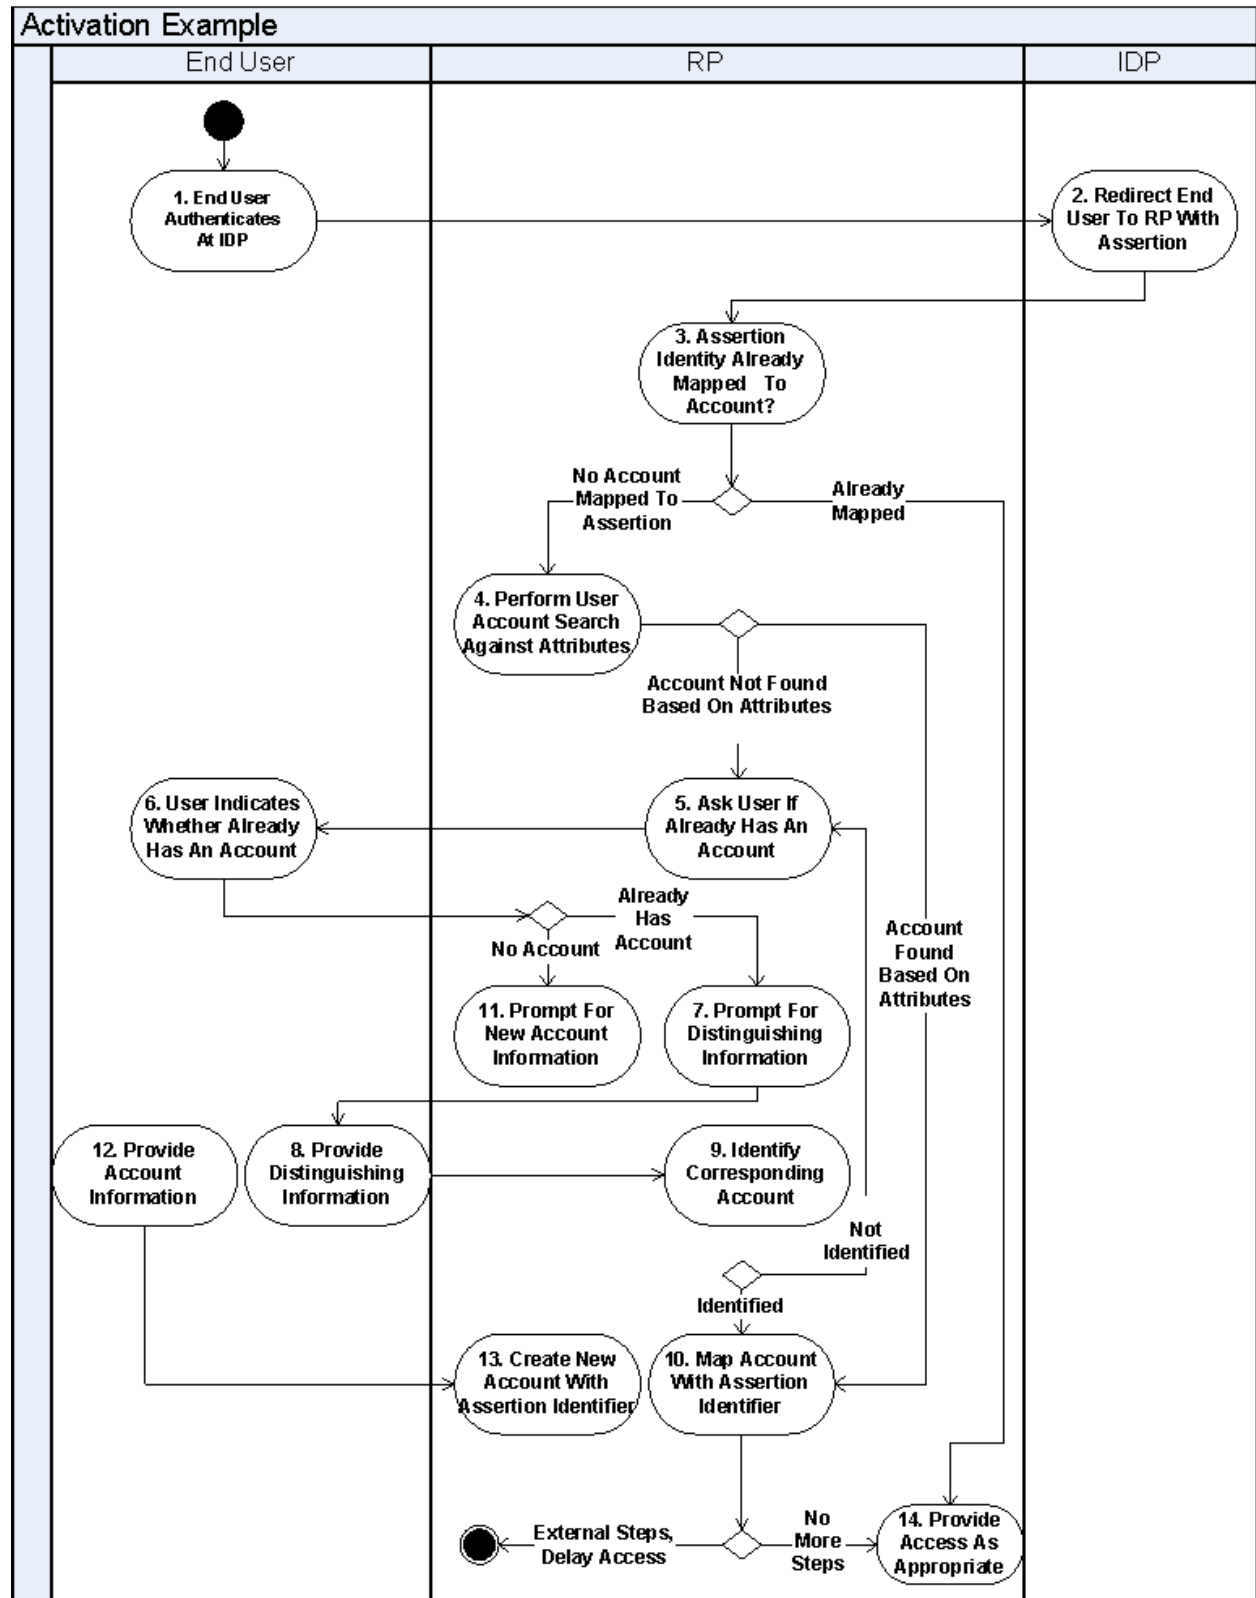 Activation Example
End User
RP
IDP
1. End User
Authenticates
At IDP
2. Redirect End
User To RP With
Assertion
3. Assertion
Identity Already
Mapped To
Account?
No Account
Mapped To
Assertion
Already
Mapped
4. Perform User
Account Search
Against Attributes
Account Not Found
Based On Attributes
6. User Indicates
Whether Already
Has An Account
5. Ask User If
Already Has An
Account
Already
Has
Account
No Account
Account
Found
Based On
Attributes
11. Prompt For
New Account
Information
7. Prompt For
Distinguishing
Information
12. Provide
Account
Information
8. Provide
Distinguishing
Information
9. Identify
Corresponding
Account
Not
Identified
Identified
13. Create New
Account With
Assertion Identifier
10. Map Account
With Assertion
Identifier
External Steps,
Delay Access
No
More
Steps
14. Provide
Access As
Appropriate